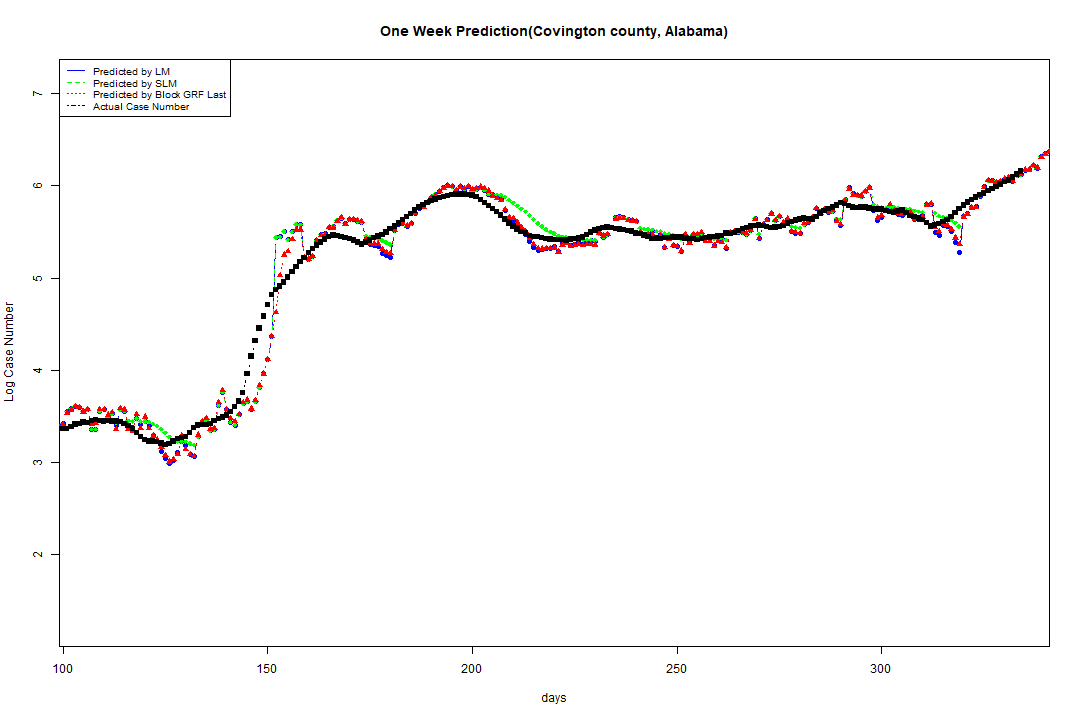 One Week Prediction(Covington county, Alabama)
Predicted by LM
Predicted by SLM
Predicted by Block GRF Last
Actual Case Number
7
6
5
4
3
2
Log Case Number
100 150 200 250 300
days